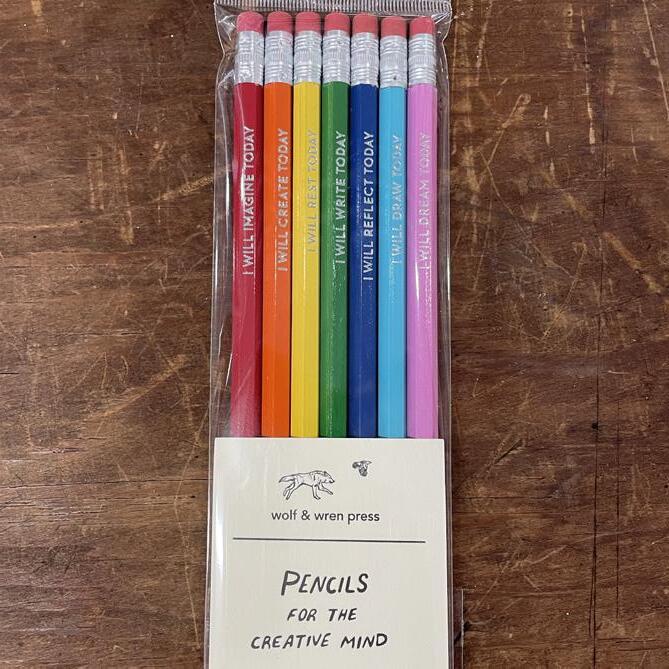 I WILL IMAGINE TODAY
I WILL CREATE TODAY
I WILL REST TODAY
I WILL WRITE TODAY
I WILL REFLECT TODAY
I WILL DRAW TODAY
I WILL DREAM TODAY
wolf & wren press
PENCILS
FOR THE
CREATIVE MIND